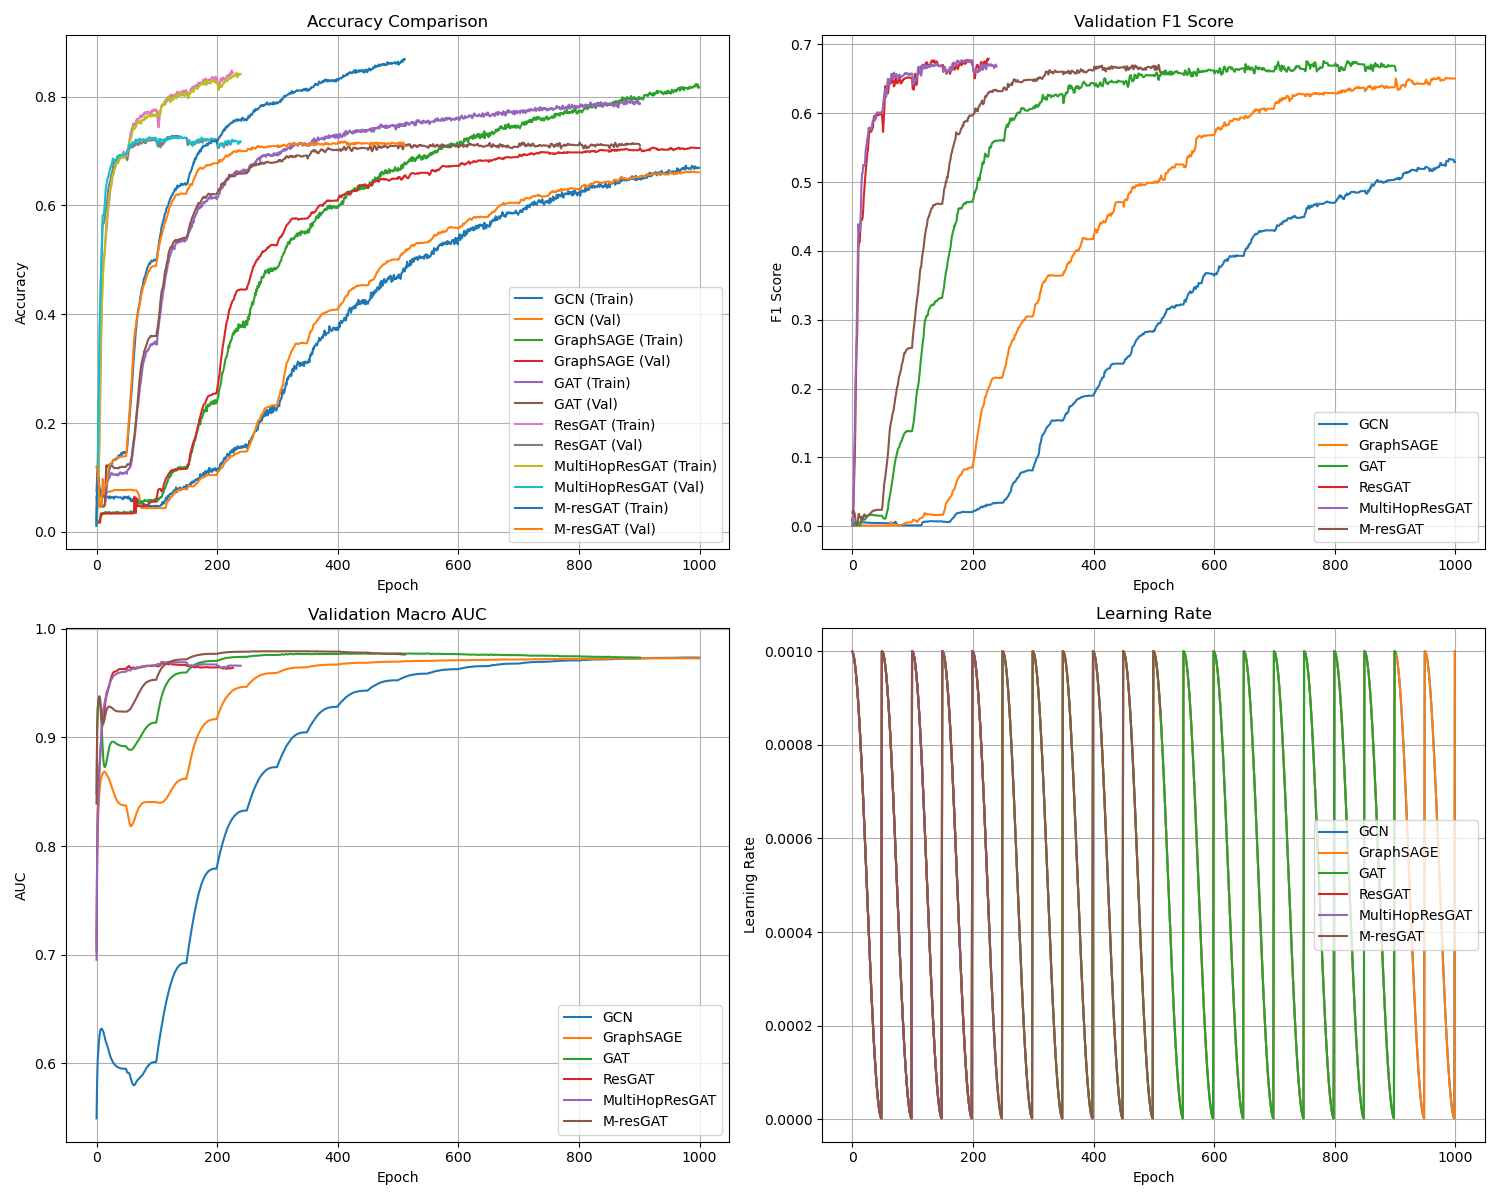 Accuracy Comparison
Accuracy
0.8
0.6
0.4
0.2
0.0
0 200 400 600 800 1000
Epoch
GCN (Train)
GCN (Val)
GraphSAGE (Train)
GraphSAGE (Val)
GAT (Train)
GAT (Val)
ResGAT (Train)
ResGAT (Val)
MultiHopResGAT (Train)
MultiHopResGAT (Val)
M-resGAT (Train)
M-resGAT (Val)
Validation F1 Score
F1 Score
0.7
0.6
0.5
0.4
0.3
0.2
0.1
0.0
0 200 400 600 800 1000
Epoch
GCN
GraphSAGE
GAT
ResGAT
MultiHopResGAT
M-resGAT
Validation Macro AUC
AUC
1.0
0.9
0.8
0.7
0.6
0 200 400 600 800 1000
Epoch
GCN
GraphSAGE
GAT
ResGAT
MultiHopResGAT
M-resGAT
Learning Rate
Learning Rate
0.0010
0.0008
0.0006
0.0004
0.0002
0.0000
0 200 400 600 800 1000
Epoch
GCN
GraphSAGE
GAT
ResGAT
MultiHopResGAT
M-resGAT